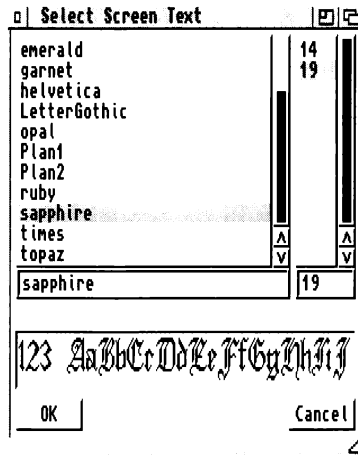 Select Screen Text
emerald 14
garnet 19
helvetica
LetterGothic
opal
Plan1
Plan2
ruby
sapphire
times
topaz
sapphire 19
123 AaBbCcDdEeFfGgHhIiJ
OK Cancel